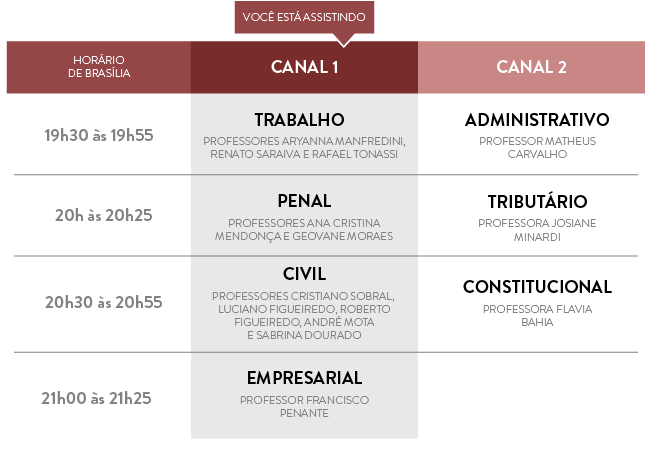 VOCÊ ESTÁ ASSISTINDO
HORÁRIO
DE BRASÍLIA
CANAL 1
CANAL 2
19h30 às 19h55
TRABALHO
PROFESSORES ARYANNA MANFREDINI,
RENATO SARAIVA E RAFAEL TONASSI
ADMINISTRATIVO
PROFESSOR MATHEUS
CARVALHO
20h às 20h25
PENAL
PROFESSORES ANA CRISTINA
MENDONÇA E GEOVANE MORAES
TRIBUTÁRIO
PROFESSORA JOSIANE
MINARDI
20h30 às 20h55
CIVIL
PROFESSORES CRISTIANO SOBRAL,
LUCIANO FIGUEIREDO, ROBERTO
FIGUEIREDO, ANDRÉ MOTA
E SABRINA DOURADO
CONSTITUCIONAL
PROFESSORA FLAVIA
BAHIA
21h00 às 21h25
EMPRESARIAL
PROFESSOR FRANCISCO
PENANTE